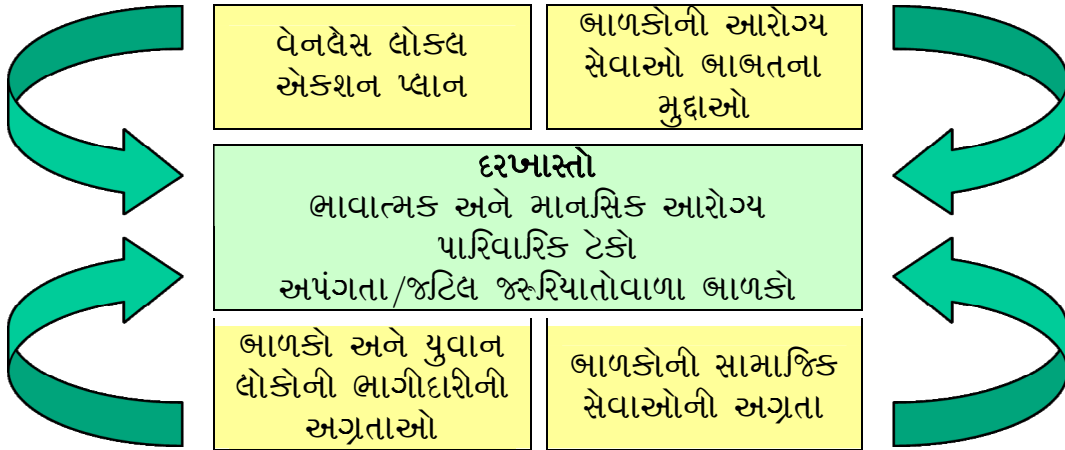 વેનલેસ લોકલ
એકશન પ્લાન
બાળકોની આરોગ્ય
સેવાઓ બાબતના
મુદ્દાઓ
દરખાસ્તો
ભાવાત્મક અને માનસિક આરોગ્ય
પારિવારિક ટેકો
અપંગતા/જટિલ જરૂરિયાતોવાળા બાળકો
બાળકો અને યુવાન
લોકોની ભાગીદારીની
અગ્રતાઓ
બાળકોની સામાજિક
સેવાઓની અગ્રતા